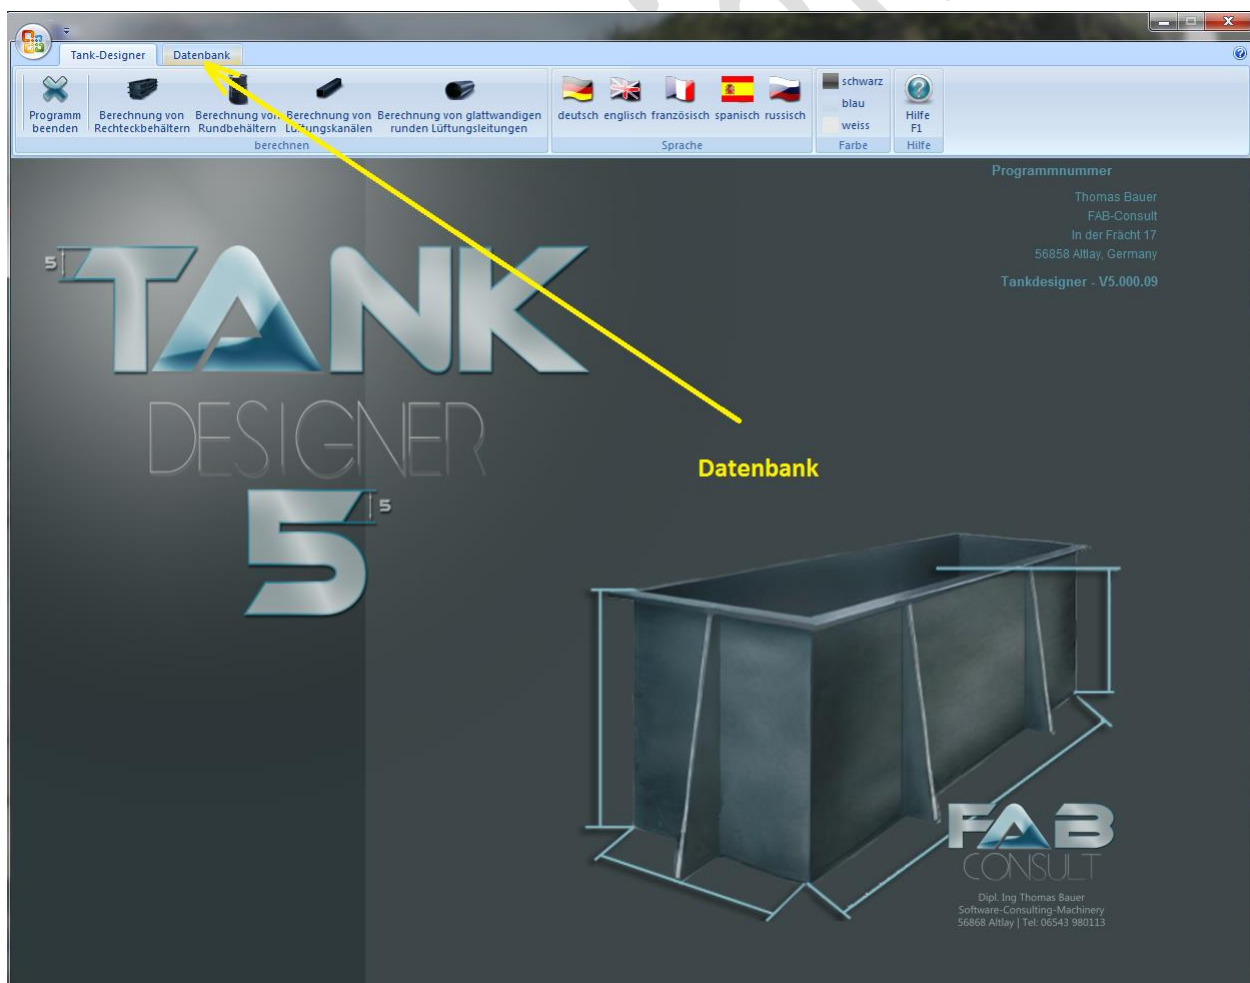 Tank-Designer Datenbank
Programm beenden
Berechnung von Rechteckbehältern
Berechnung von Rundbehältern
Berechnung von Lüftungskanälen
Berechnung von glattwandigen runden Lüftungsleitungen
berechnen
deutsch englisch französisch spanisch russisch
Sprache
schwarz
blau
weiss
Farbe
Hilfe
F1
Hilfe
Programmnummer
Thomas Bauer
FAB-Consult
In der Frächt 17
56858 Altlay, Germany
Tankdesigner - V5.000.09
5
TANK
DESIGNER
5
5
Datenbank
FAB
CONSULT
Dipl. Ing Thomas Bauer
Software-Consulting-Machinery
56868 Altlay | Tel: 06543 980113